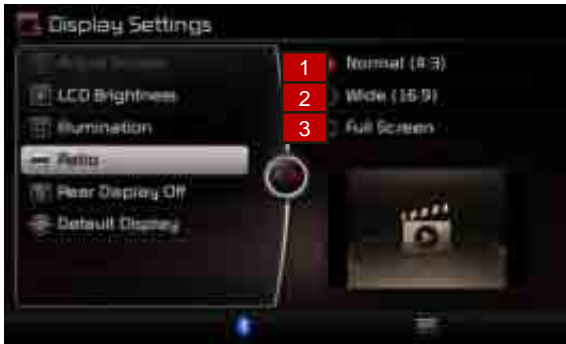 Display Settings
1 Normal (4:3)
LCD Brightness
2 Wide (16:9)
Illumination
3 Full Screen
Ratio
Rear Display Off
Default Display